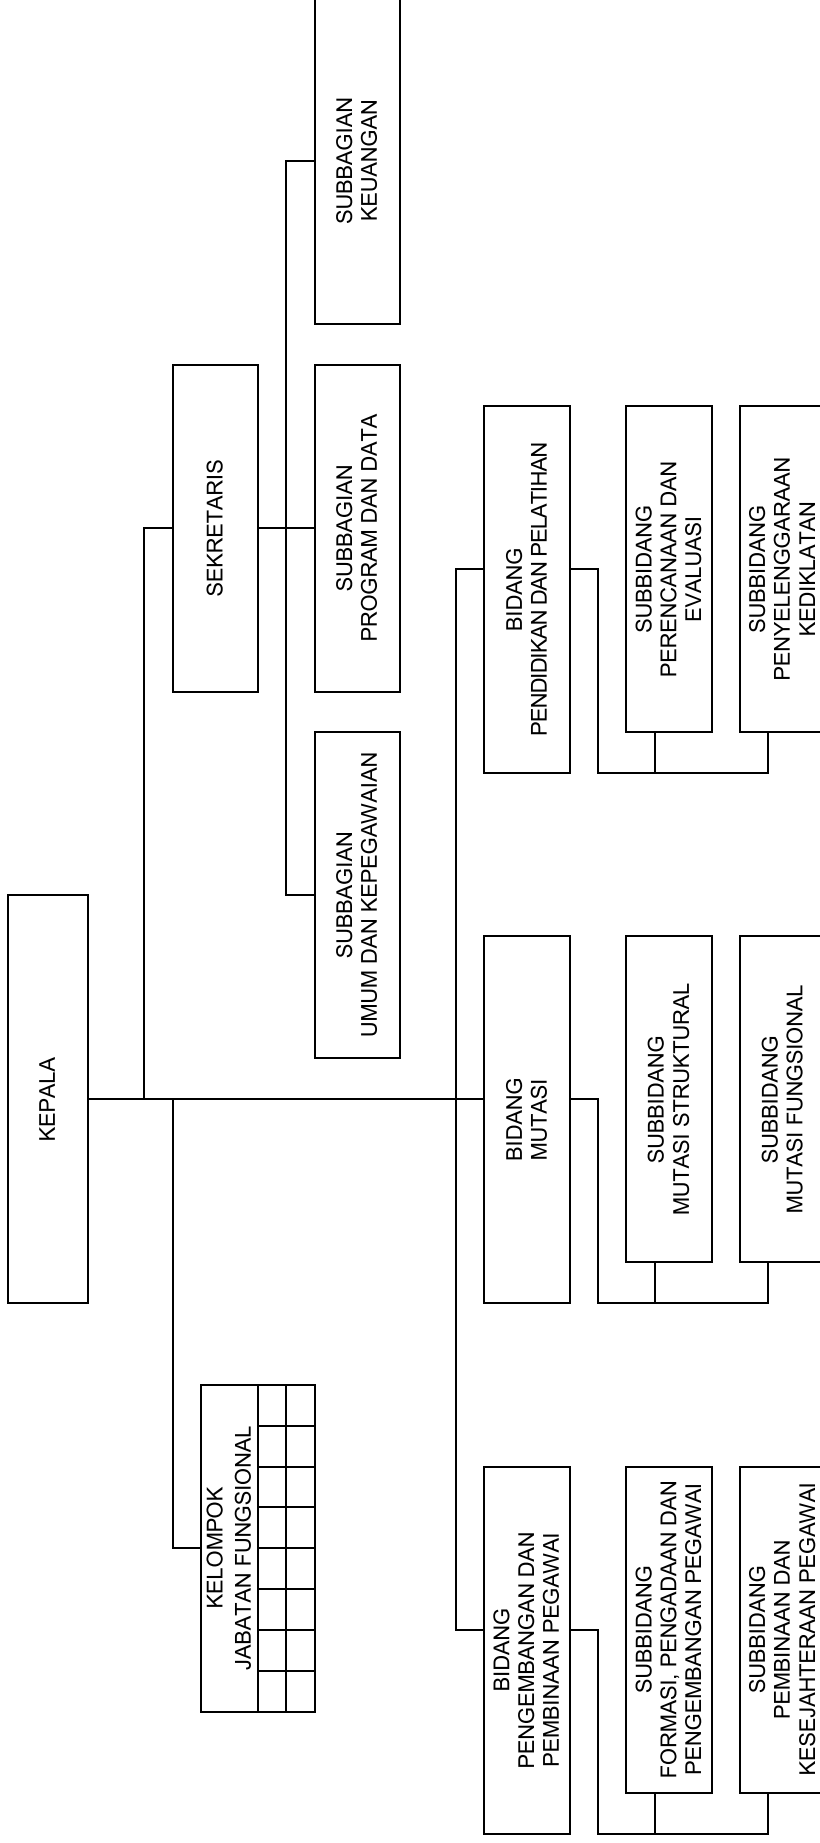 KEPALA
KELOMPOK
JABATAN FUNGSIONAL
SEKRETARIS
SUBBAGIAN
UMUM DAN KEPEGAWAIAN
SUBBAGIAN
PROGRAM DAN DATA
SUBBAGIAN
KEUANGAN
BIDANG
PENGEMBANGAN DAN
PEMBINAAN PEGAWAI
BIDANG
MUTASI
BIDANG
PENDIDIKAN DAN PELATIHAN
SUBBIDANG
FORMASI, PENGADAAN DAN
PENGEMBANGAN PEGAWAI
SUBBIDANG
MUTASI STRUKTURAL
SUBBIDANG
PERENCANAAN DAN
EVALUASI
SUBBIDANG
PEMBINAAN DAN
KESEJAHTERAAN PEGAWAI
SUBBIDANG
MUTASI FUNGSIONAL
SUBBIDANG
PENYELENGGARAAN
KEDIKLATAN